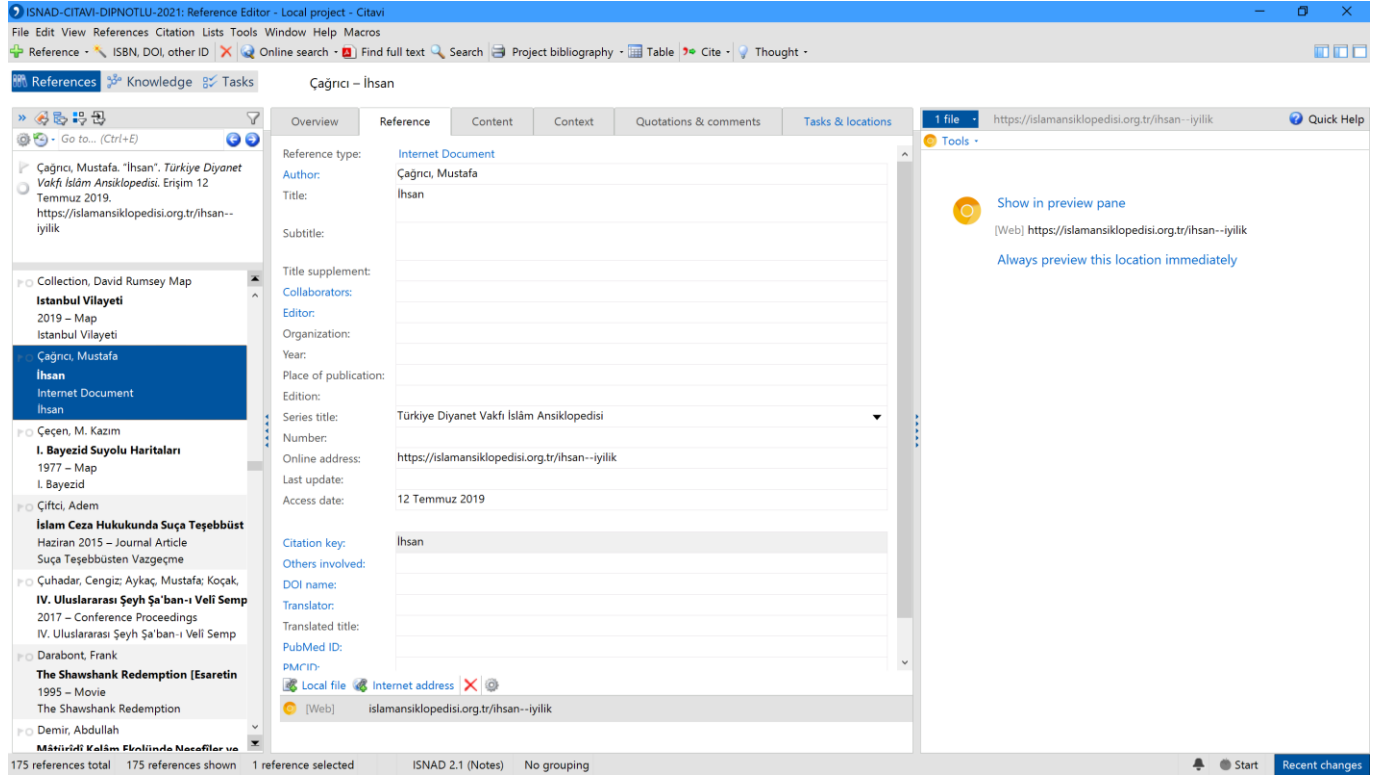 ISNAD-CITAVI-DIPNOTLU-2021: Reference Editor - Local project - Citavi
File Edit View References Citation Lists Tools Window Help Macros
Reference ISBN, DOI, other ID Online search Find full text Search Project bibliography Table Cite Thought
References Knowledge Tasks Çağrıcı – İhsan
Go to... (Ctrl+E)
Çağrıcı, Mustafa. "İhsan". Türkiye Diyanet
Vakfı İslâm Ansiklopedisi. Erişim 12
Temmuz 2019.
https://islamansiklopedisi.org.tr/ihsan--
iyilik
Collection, David Rumsey Map
Istanbul Vilayeti
2019 – Map
Istanbul Vilayeti
Çağrıcı, Mustafa
İhsan
Internet Document
İhsan
Çeçen, M. Kazım
I. Bayezid Suyolu Haritaları
1977 – Map
I. Bayezid
Çiftci, Adem
İslam Ceza Hukukunda Suça Teşebbüst
Haziran 2015 – Journal Article
Suça Teşebbüsten Vazgeçme
Çuhadar, Cengiz; Aykaç, Mustafa; Koçak,
IV. Uluslararası Şeyh Şa'ban-ı Velî Semp
2017 – Conference Proceedings
IV. Uluslararası Şeyh Şa'ban-ı Velî Semp
Darabont, Frank
The Shawshank Redemption [Esaretin
1995 – Movie
The Shawshank Redemption
Demir, Abdullah
Mâtürîdî Kelâm Ekolünde Nesefîler ve
Overview Reference Content Context Quotations & comments Tasks & locations
Reference type: Internet Document
Author: Çağrıcı, Mustafa
Title: İhsan
Subtitle:
Title supplement:
Collaborators:
Editor:
Organization:
Year:
Place of publication:
Edition:
Series title: Türkiye Diyanet Vakfı İslâm Ansiklopedisi
Number:
Online address: https://islamansiklopedisi.org.tr/ihsan--iyilik
Last update:
Access date: 12 Temmuz 2019
Citation key: İhsan
Others involved:
DOI name:
Translator:
Translated title:
PubMed ID:
PMCID:
Local file Internet address
[Web] islamansiklopedisi.org.tr/ihsan--iyilik
1 file https://islamansiklopedisi.org.tr/ihsan--iyilik Quick Help
Tools
Show in preview pane
[Web] https://islamansiklopedisi.org.tr/ihsan--iyilik
Always preview this location immediately
175 references total 175 references shown 1 reference selected ISNAD 2.1 (Notes) No grouping Start Recent changes